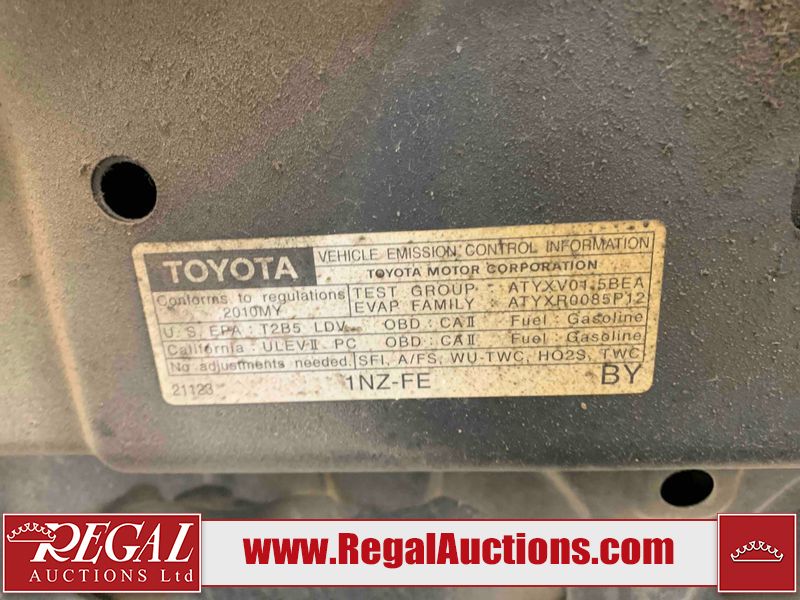 TOYOTA
VEHICLE EMISSION CONTROL INFORMATION
TOYOTA MOTOR CORPORATION
Conforms to regulations
2010MY
TEST GROUP : ATYXV01.5BEA
EVAP FAMILY : ATYXR0085P12
U.S. EPA : T2B5 LDV OBD : CAII Fuel : Gasoline
California : ULEVII PC OBD : CAII Fuel : Gasoline
No adjustments needed. SFI, A/FS, WU-TWC, HO2S, TWC
21123 1NZ-FE BY
REGAL
AUCTIONS Ltd
www.RegalAuctions.com